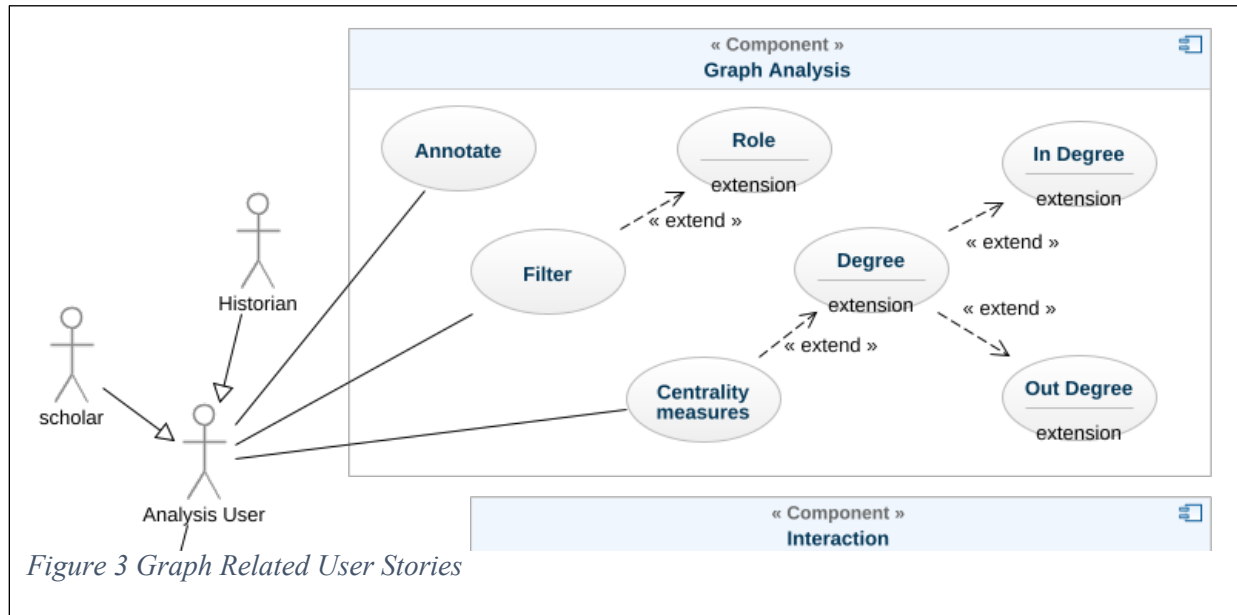 « Component »
Graph Analysis
Annotate
Role
extension
In Degree
extension
« extend »
Filter
Degree
extension
« extend »
Historian
« extend »
« extend »
scholar
Centrality
measures
Out Degree
extension
Analysis User
« Component »
Interaction
Figure 3 Graph Related User Stories